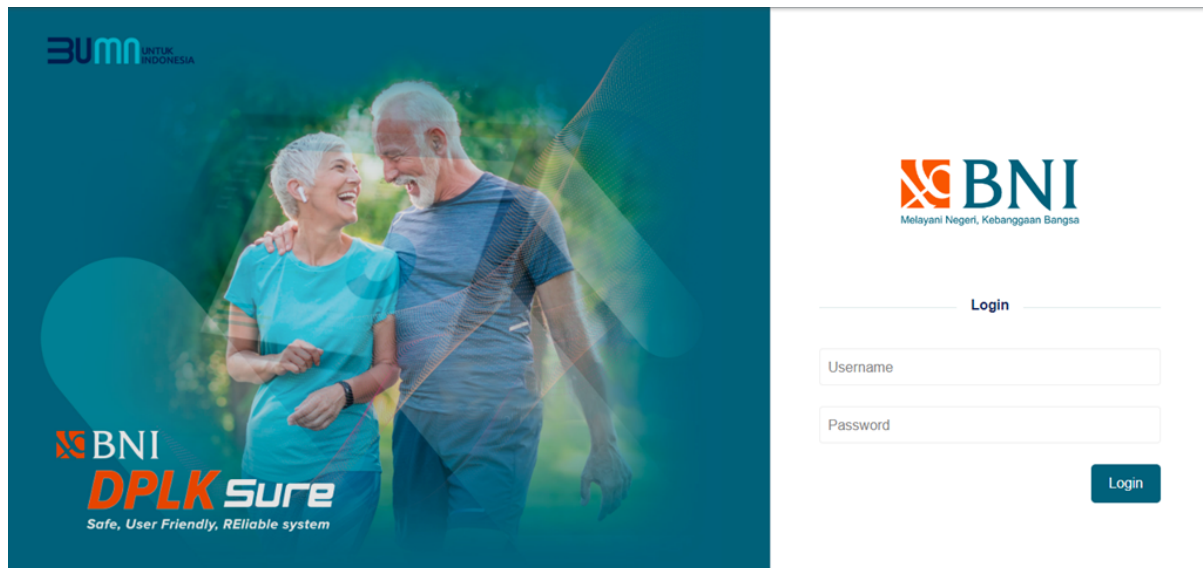 BUMN UNTUK
INDONESIA
BNI
DPLK Sure
Safe, User Friendly, REliable system
BNI
Melayani Negeri, Kebanggaan Bangsa
Login
Username
Password
Login